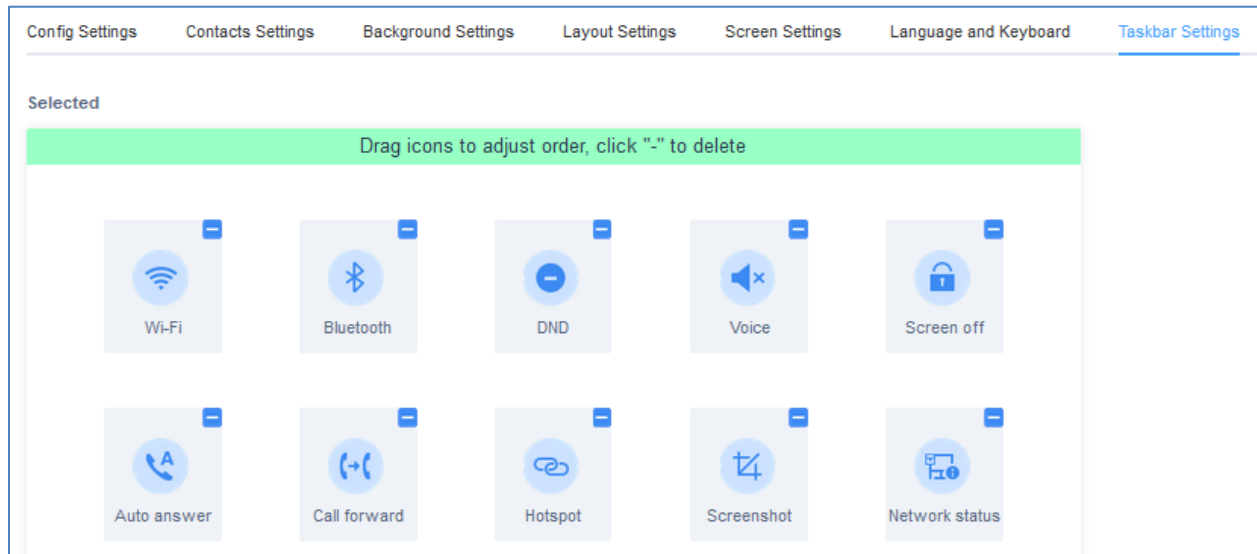 Config Settings Contacts Settings Background Settings Layout Settings Screen Settings Language and Keyboard Taskbar Settings
Selected
Drag icons to adjust order, click "-" to delete
Wi-Fi Bluetooth DND Voice Screen off
A
Auto answer Call forward Hotspot Screenshot Network status